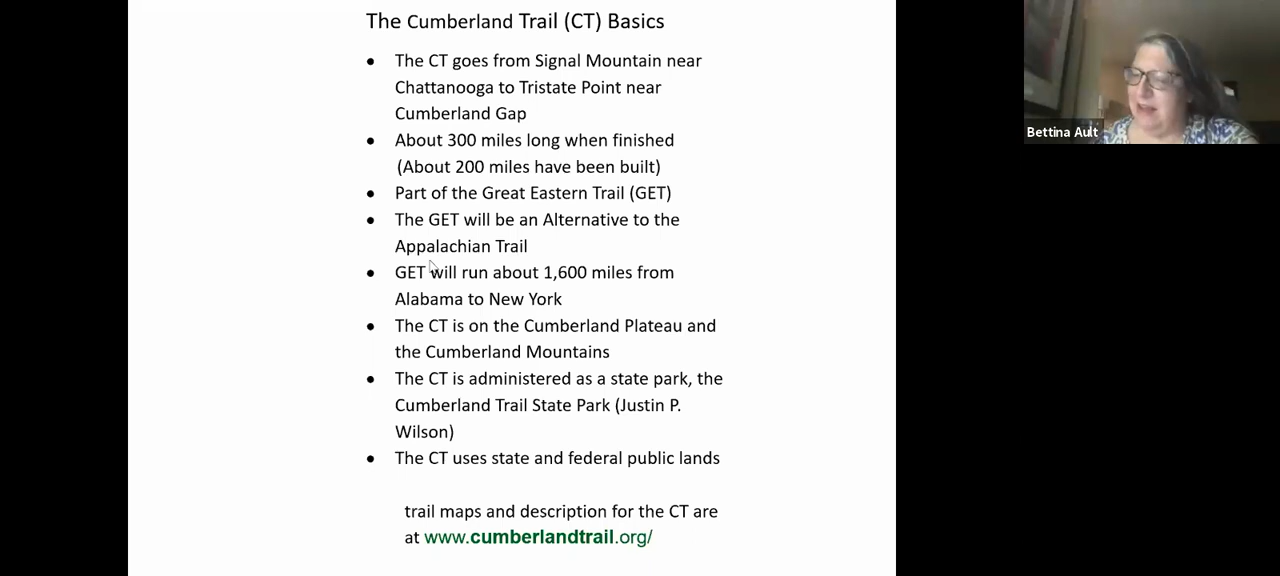 The Cumberland Trail (CT) Basics
• The CT goes from Signal Mountain near
Chattanooga to Tristate Point near
Cumberland Gap
• About 300 miles long when finished
(About 200 miles have been built)
• Part of the Great Eastern Trail (GET)
• The GET will be an Alternative to the
Appalachian Trail
• GET will run about 1,600 miles from
Alabama to New York
• The CT is on the Cumberland Plateau and
the Cumberland Mountains
• The CT is administered as a state park, the
Cumberland Trail State Park (Justin P.
Wilson)
• The CT uses state and federal public lands
trail maps and description for the CT are
at www.cumberlandtrail.org/
Bettina Ault